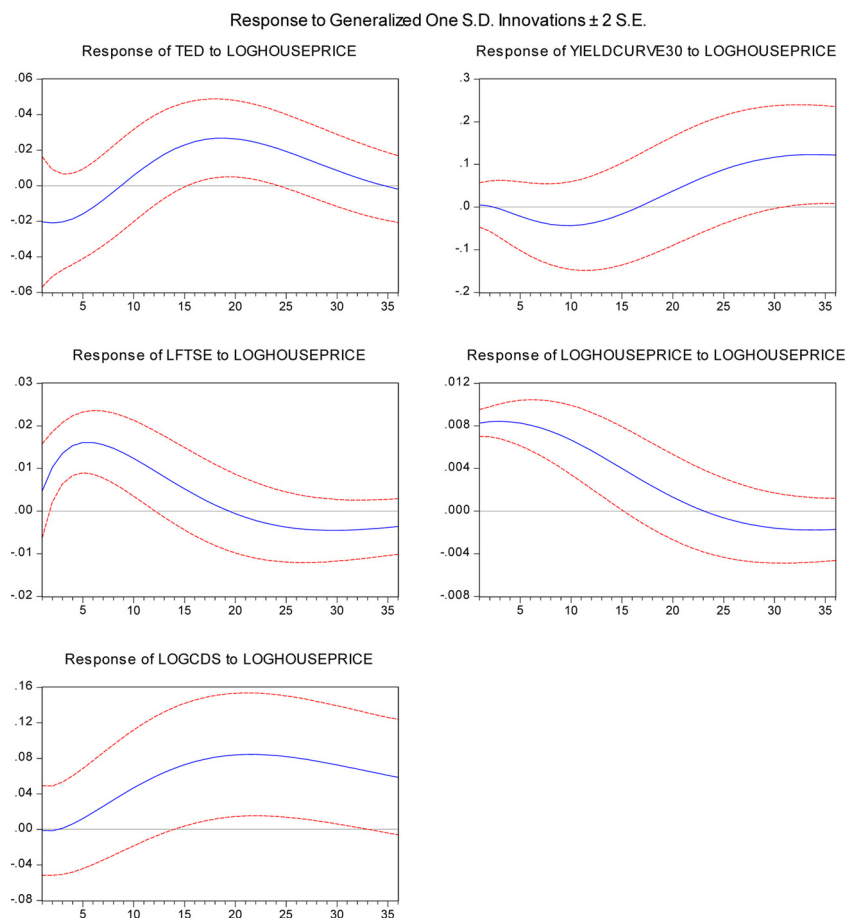 Response to Generalized One S.D. Innovations ± 2 S.E.
Response of TED to LOGHOUSEPRICE
.06
.04
.02
.00
-.02
-.04
-.06
5 10 15 20 25 30 35
Response of YIELDCURVE30 to LOGHOUSEPRICE
.3
.2
.1
.0
-.1
-.2
5 10 15 20 25 30 35
Response of LFTSE to LOGHOUSEPRICE
.03
.02
.01
.00
-.01
-.02
5 10 15 20 25 30 35
Response of LOGHOUSEPRICE to LOGHOUSEPRICE
.012
.008
.004
.000
-.004
-.008
5 10 15 20 25 30 35
Response of LOGCDS to LOGHOUSEPRICE
.16
.12
.08
.04
.00
-.04
-.08
5 10 15 20 25 30 35